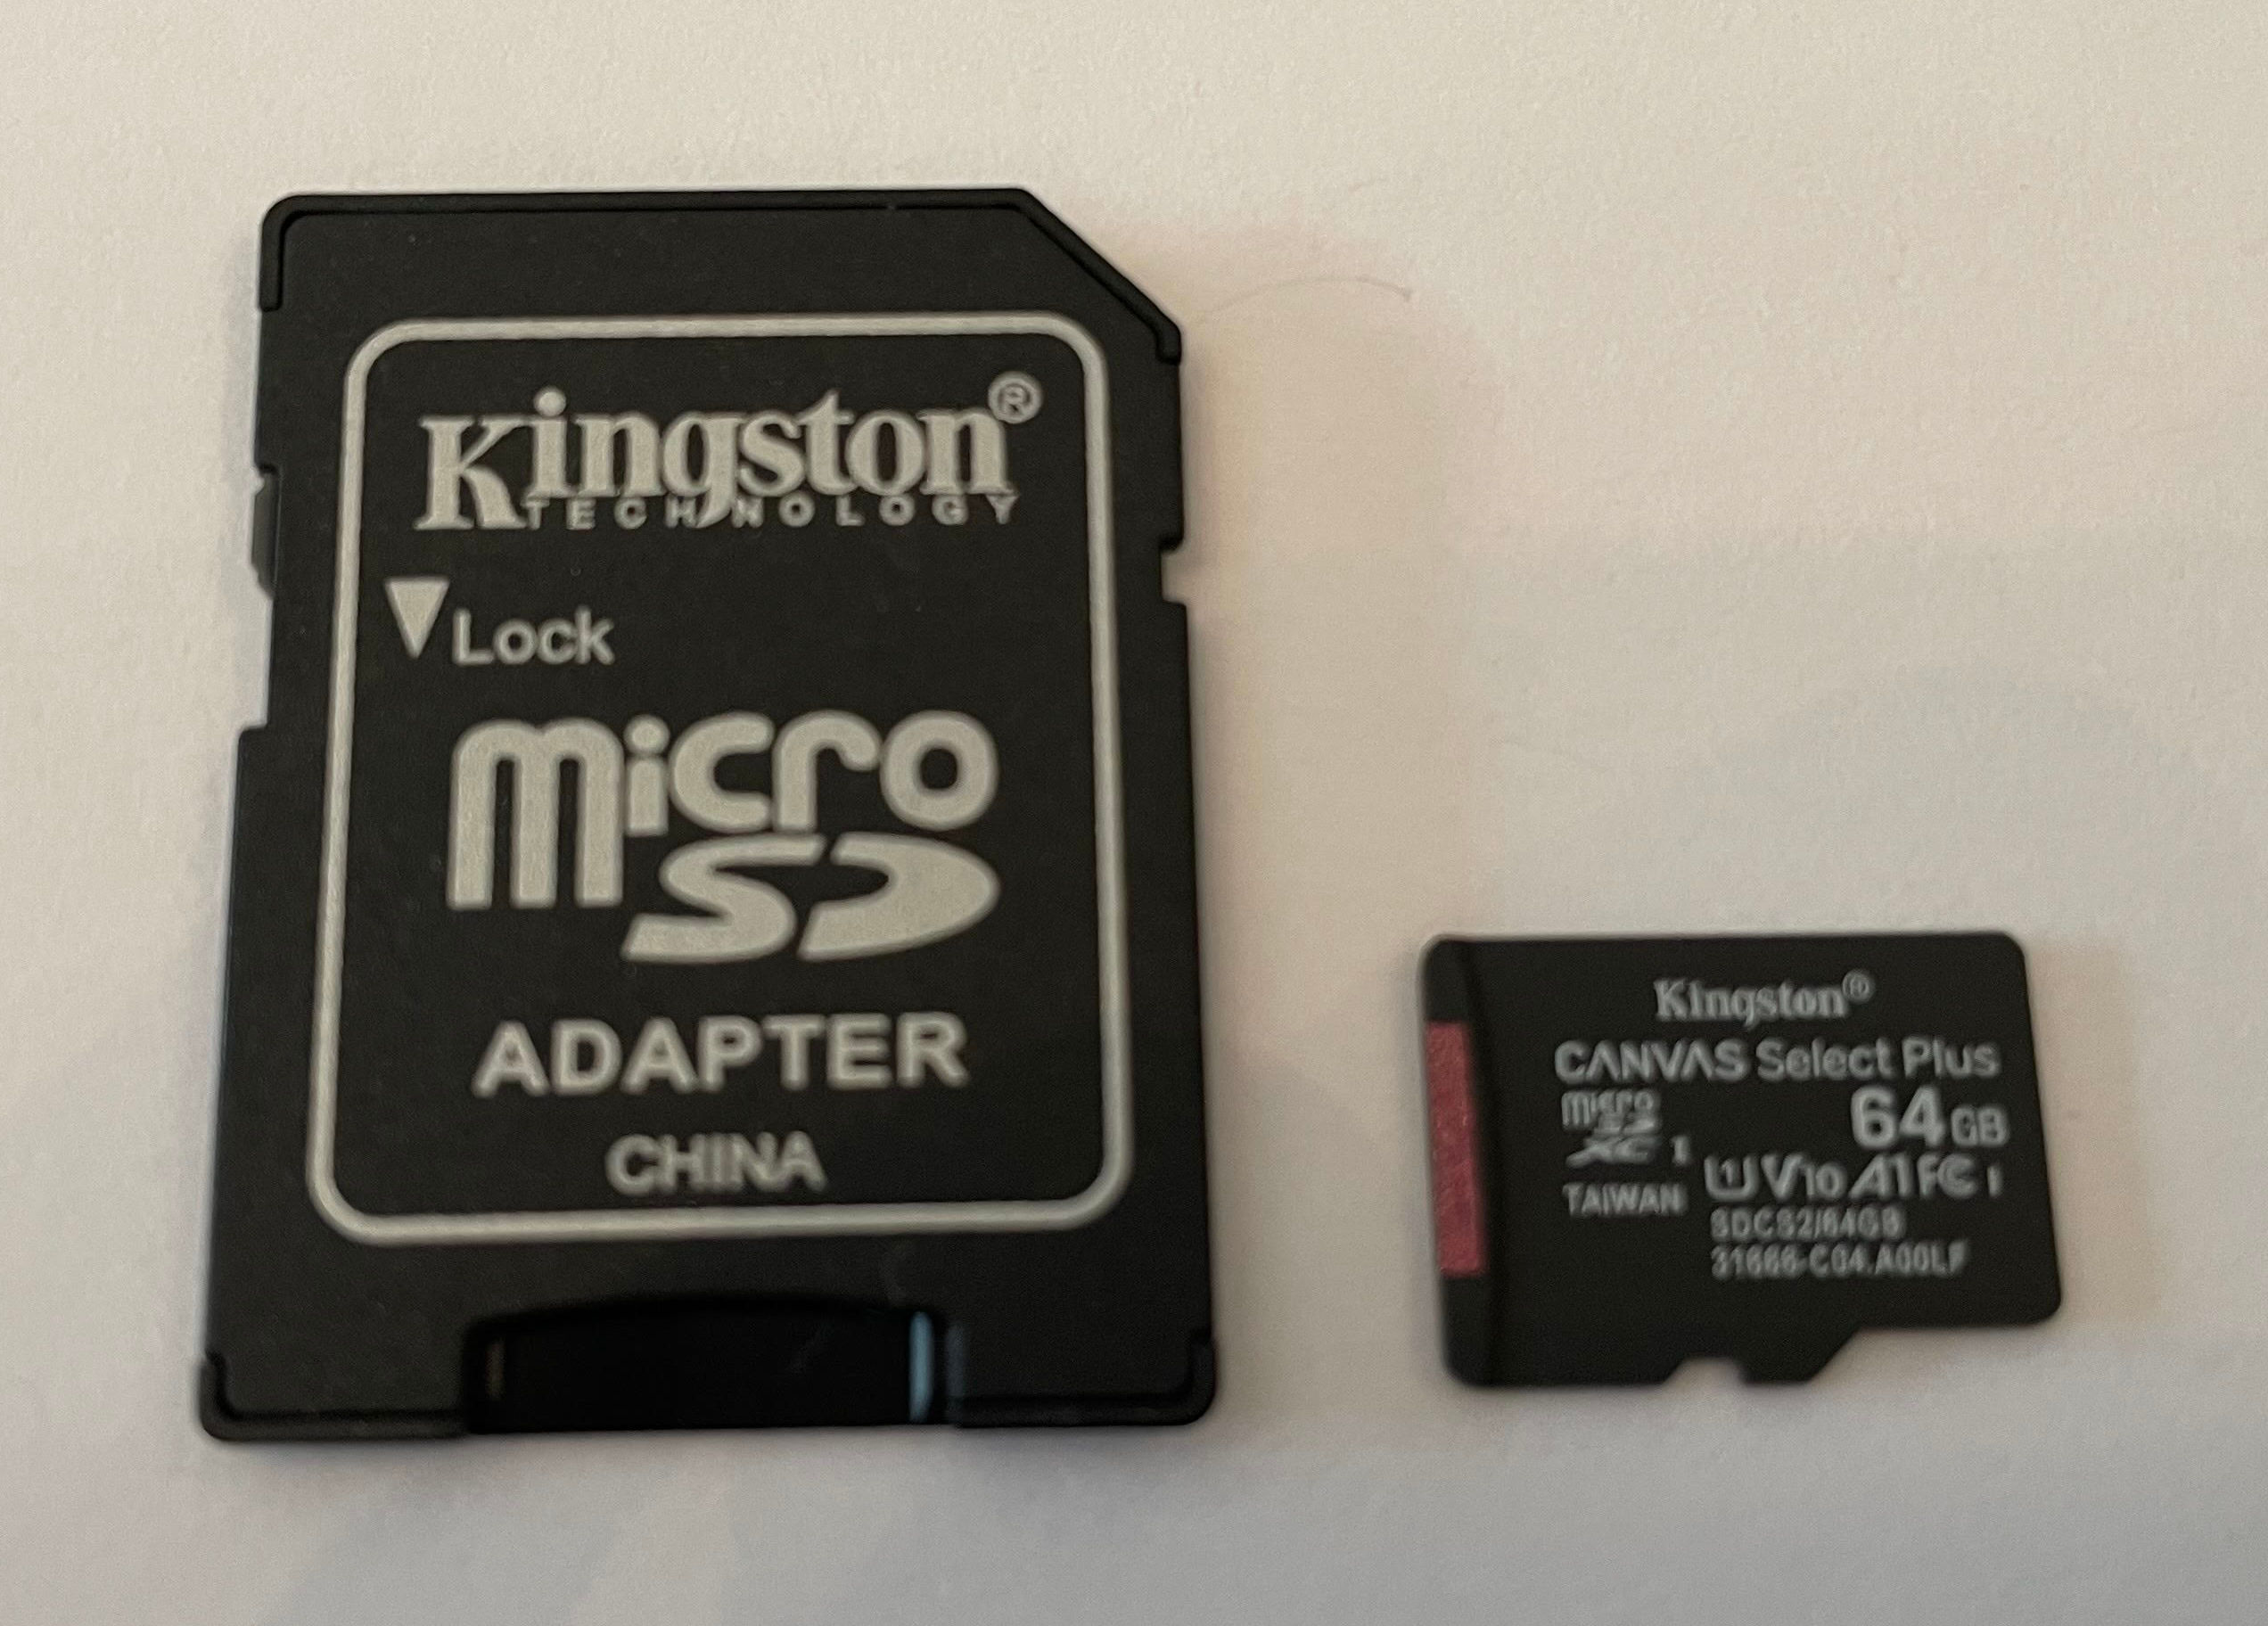 Kingston®
TECHNOLOGY
Lock
micro
SD
ADAPTER
CHINA
Kingston®
CANVAS Select Plus
micro
SD
XC I
64GB
U1 V10 A1 FC I
TAIWAN
SDCS2/64GB
31666-C04.A00LF